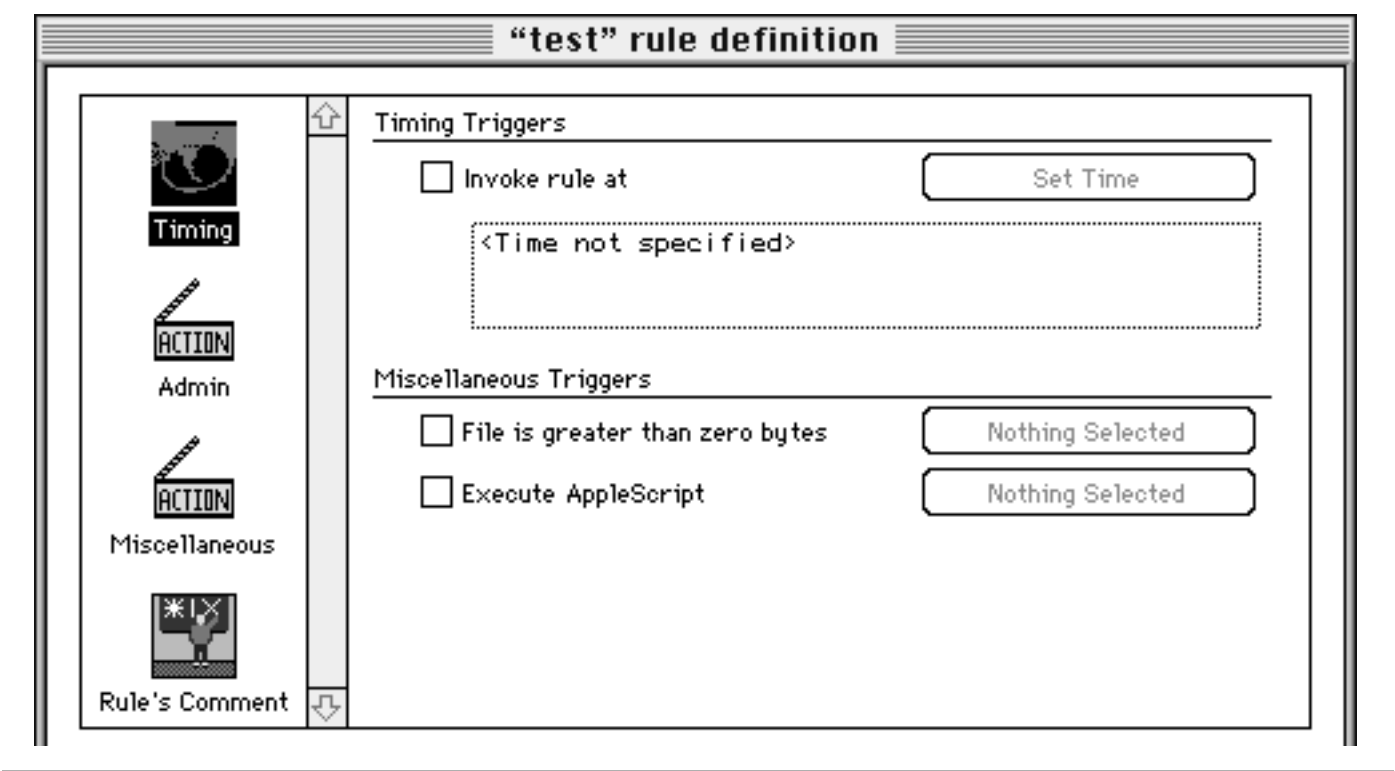 “test” rule definition
Timing
ACTION
Admin
ACTION
Miscellaneous
Rule's Comment
Timing Triggers
Invoke rule at
Set Time
<Time not specified>
Miscellaneous Triggers
File is greater than zero bytes
Nothing Selected
Execute AppleScript
Nothing Selected